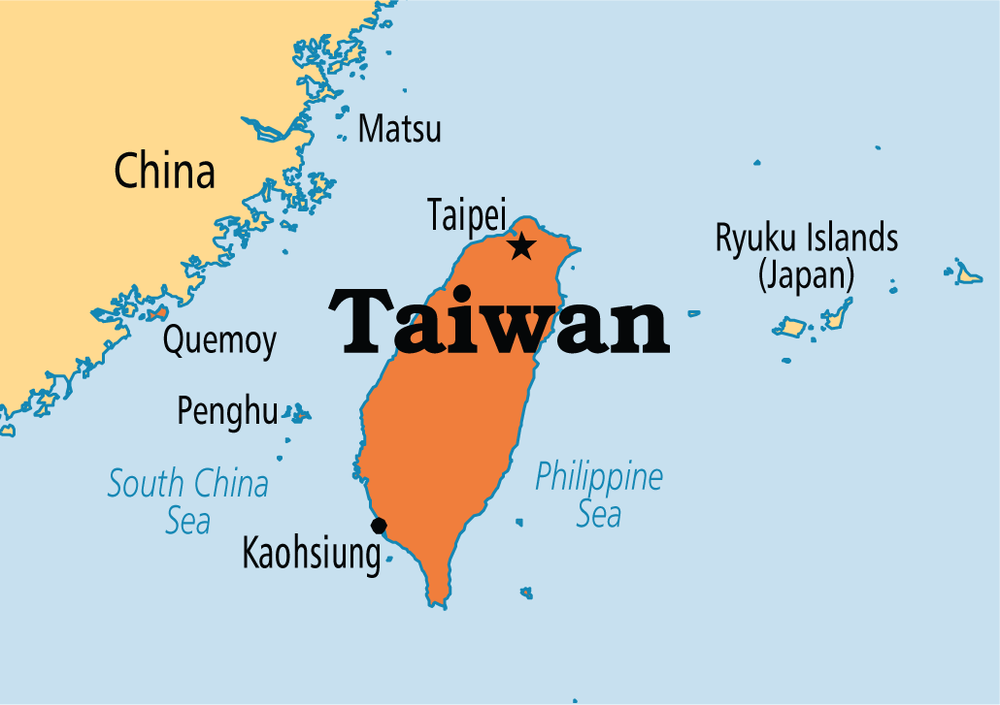 Matsu
China
Taipei
Ryuku Islands
(Japan)
Taiwan
Quemoy
Penghu
South China
Sea
Philippine
Sea
Kaohsiung